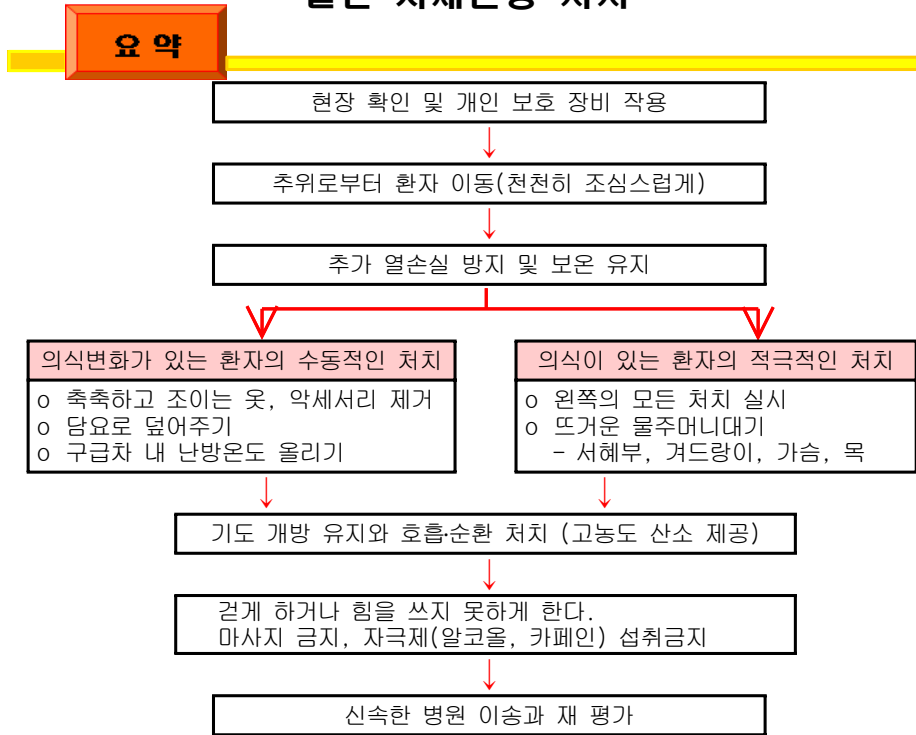 요 약
현장 확인 및 개인 보호 장비 작용
추위로부터 환자 이동(천천히 조심스럽게)
추가 열손실 방지 및 보온 유지
의식변화가 있는 환자의 수동적인 처치
o 축축하고 조이는 옷, 악세서리 제거
o 담요로 덮어주기
o 구급차 내 난방온도 올리기
의식이 있는 환자의 적극적인 처치
o 왼쪽의 모든 처치 실시
o 뜨거운 물주머니대기
- 서혜부, 겨드랑이, 가슴, 목
기도 개방 유지와 호흡·순환 처치 (고농도 산소 제공)
걷게 하거나 힘을 쓰지 못하게 한다.
마사지 금지, 자극제(알코올, 카페인) 섭취금지
신속한 병원 이송과 재 평가